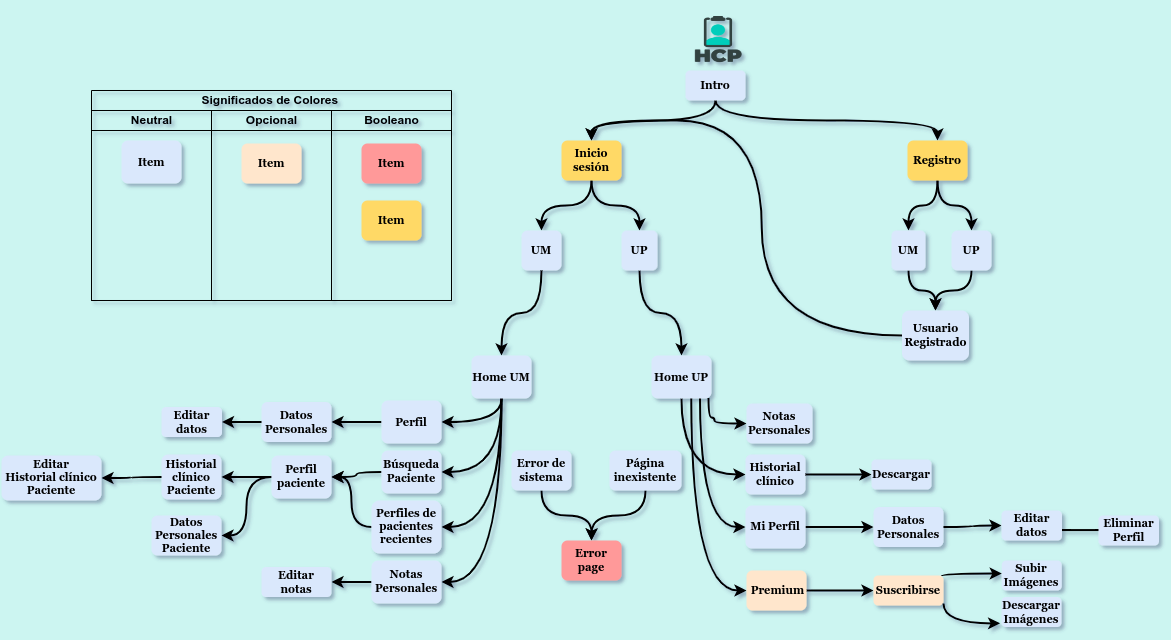 HCP
Intro
Significados de Colores
Neutral
Opcional
Booleano
Item
Item
Item
Item
Inicio
sesión
Registro
UM
UP
UM
UP
Usuario
Registrado
Home UM
Home UP
Editar
datos
Datos
Personales
Perfil
Notas
Personales
Editar
Historial clínico
Paciente
Historial
clínico
Paciente
Perfil
paciente
Búsqueda
Paciente
Error de
sistema
Página
inexistente
Historial
clínico
Descargar
Datos
Personales
Paciente
Perfiles de
pacientes
recientes
Mi Perfil
Datos
Personales
Editar
datos
Eliminar
Perfil
Error
page
Editar
notas
Notas
Personales
Premium
Suscribirse
Subir
Imágenes
Descargar
Imágenes